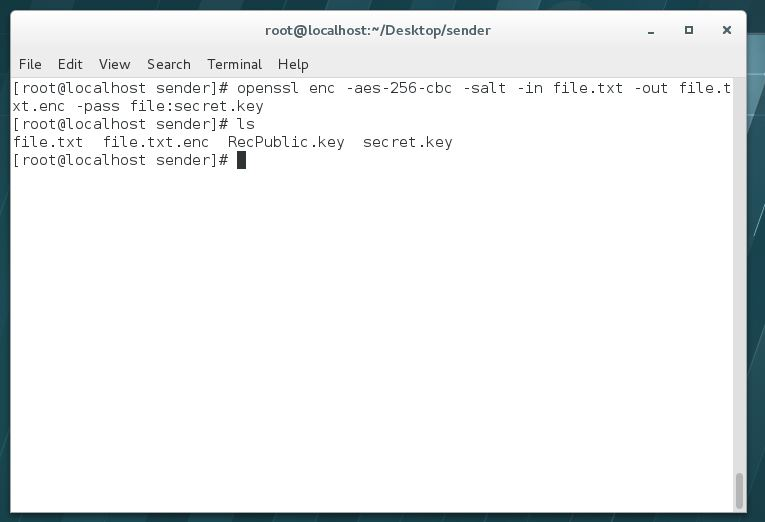 root@localhost:~/Desktop/sender
File Edit View Search Terminal Help
[root@localhost sender]# openssl enc -aes-256-cbc -salt -in file.txt -out file.t
xt.enc -pass file:secret.key
[root@localhost sender]# ls
file.txt  file.txt.enc  RecPublic.key  secret.key
[root@localhost sender]#